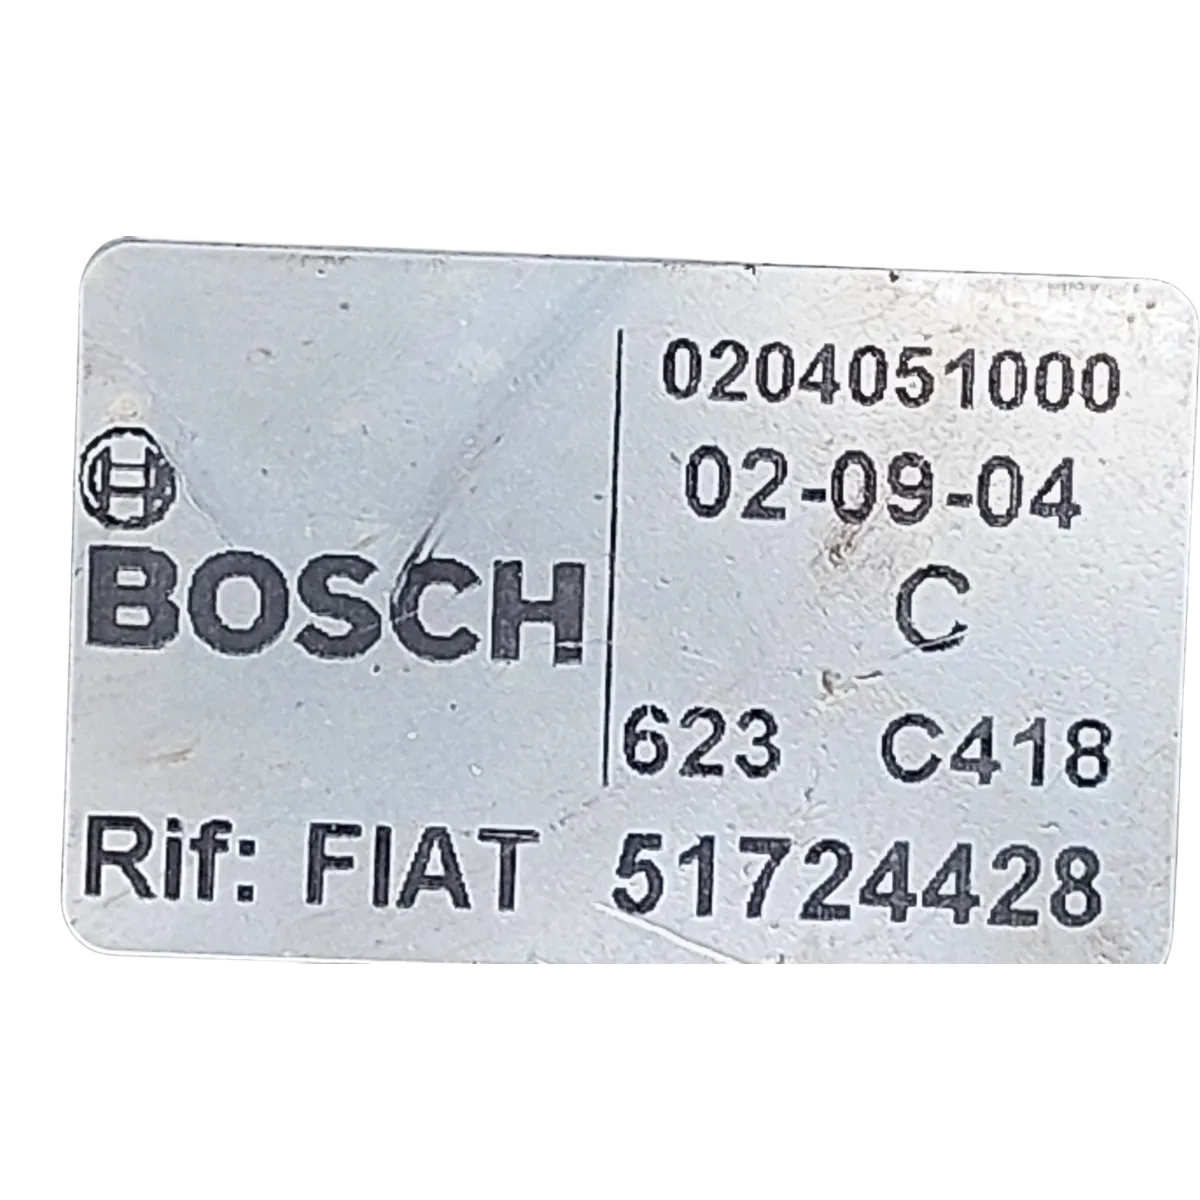 0204051000
02-09-04
BOSCH C
623 C418
Rif: FIAT 51724428